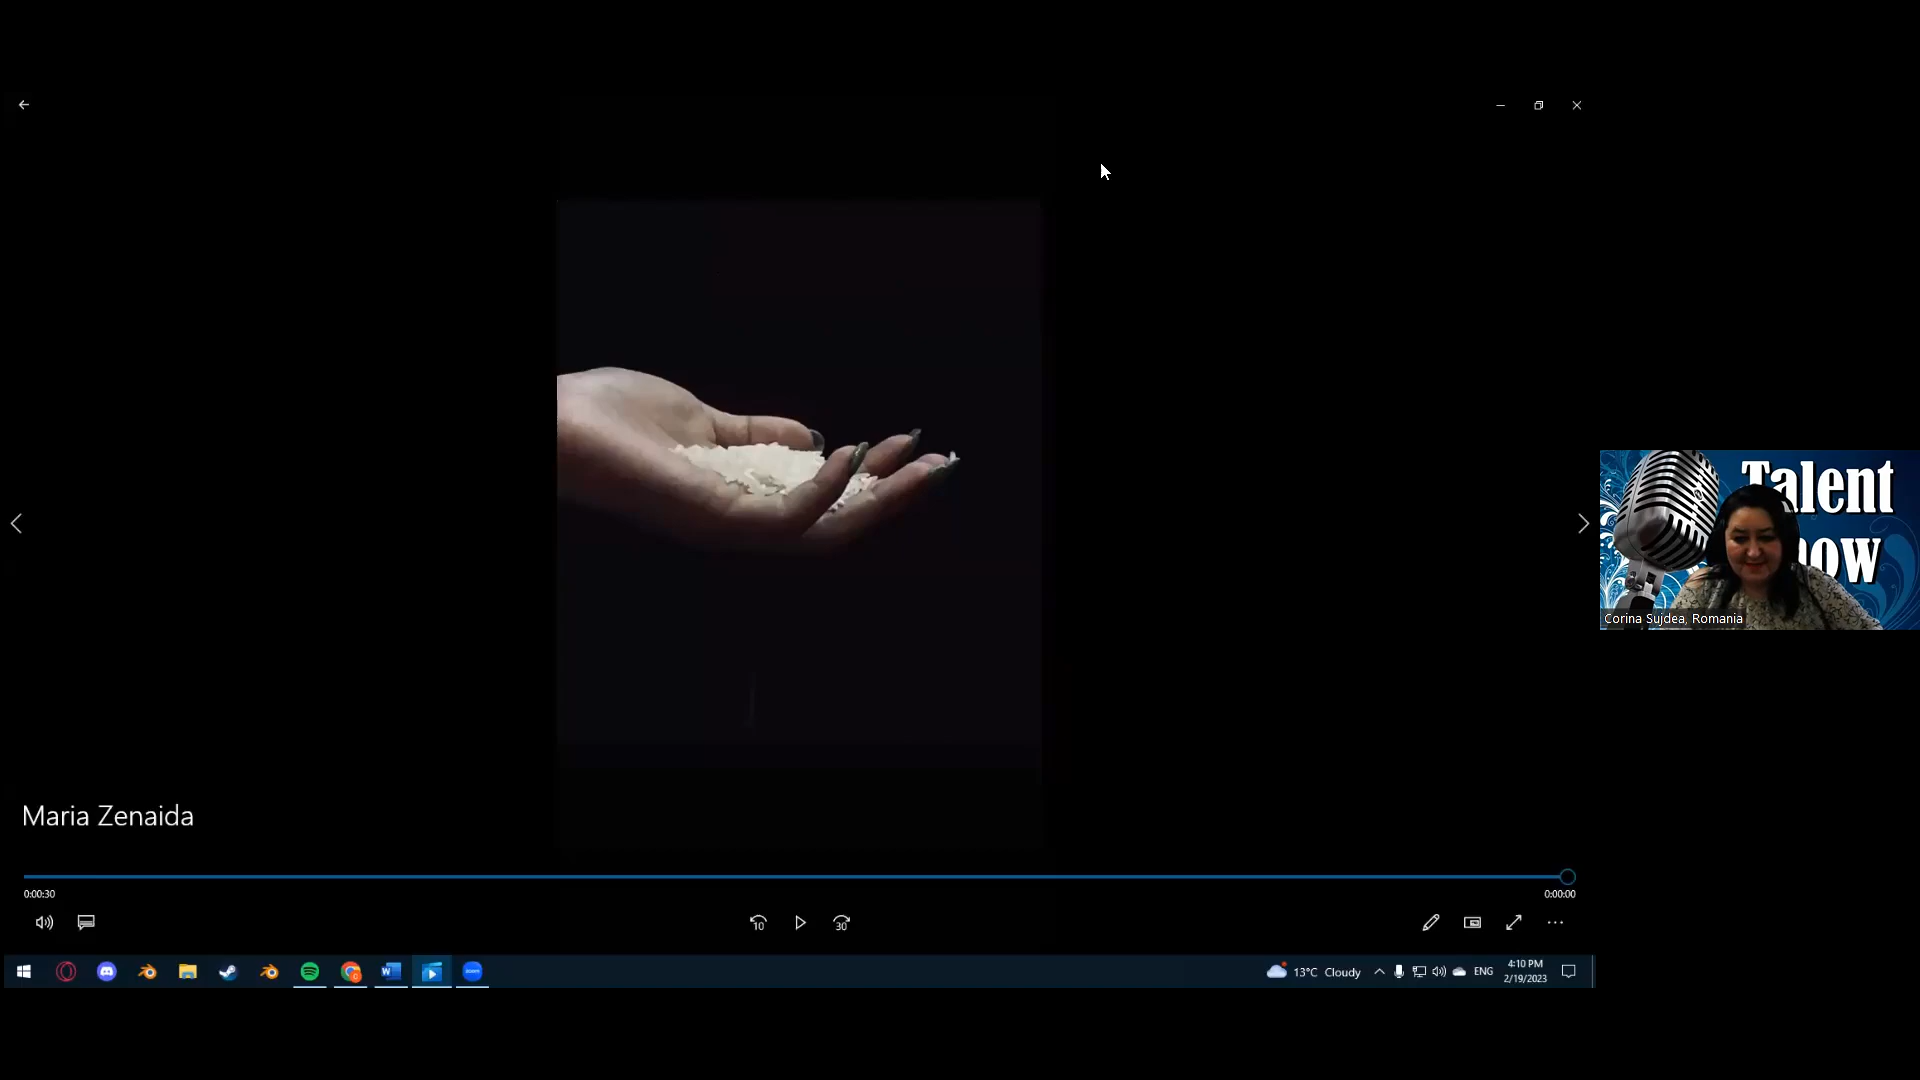 Talent
Show
Corina Sujdea, Romania
Maria Zenaida
0:00:30
0:00:00
10
30
13°C Cloudy
ENG
4:10 PM
2/19/2023